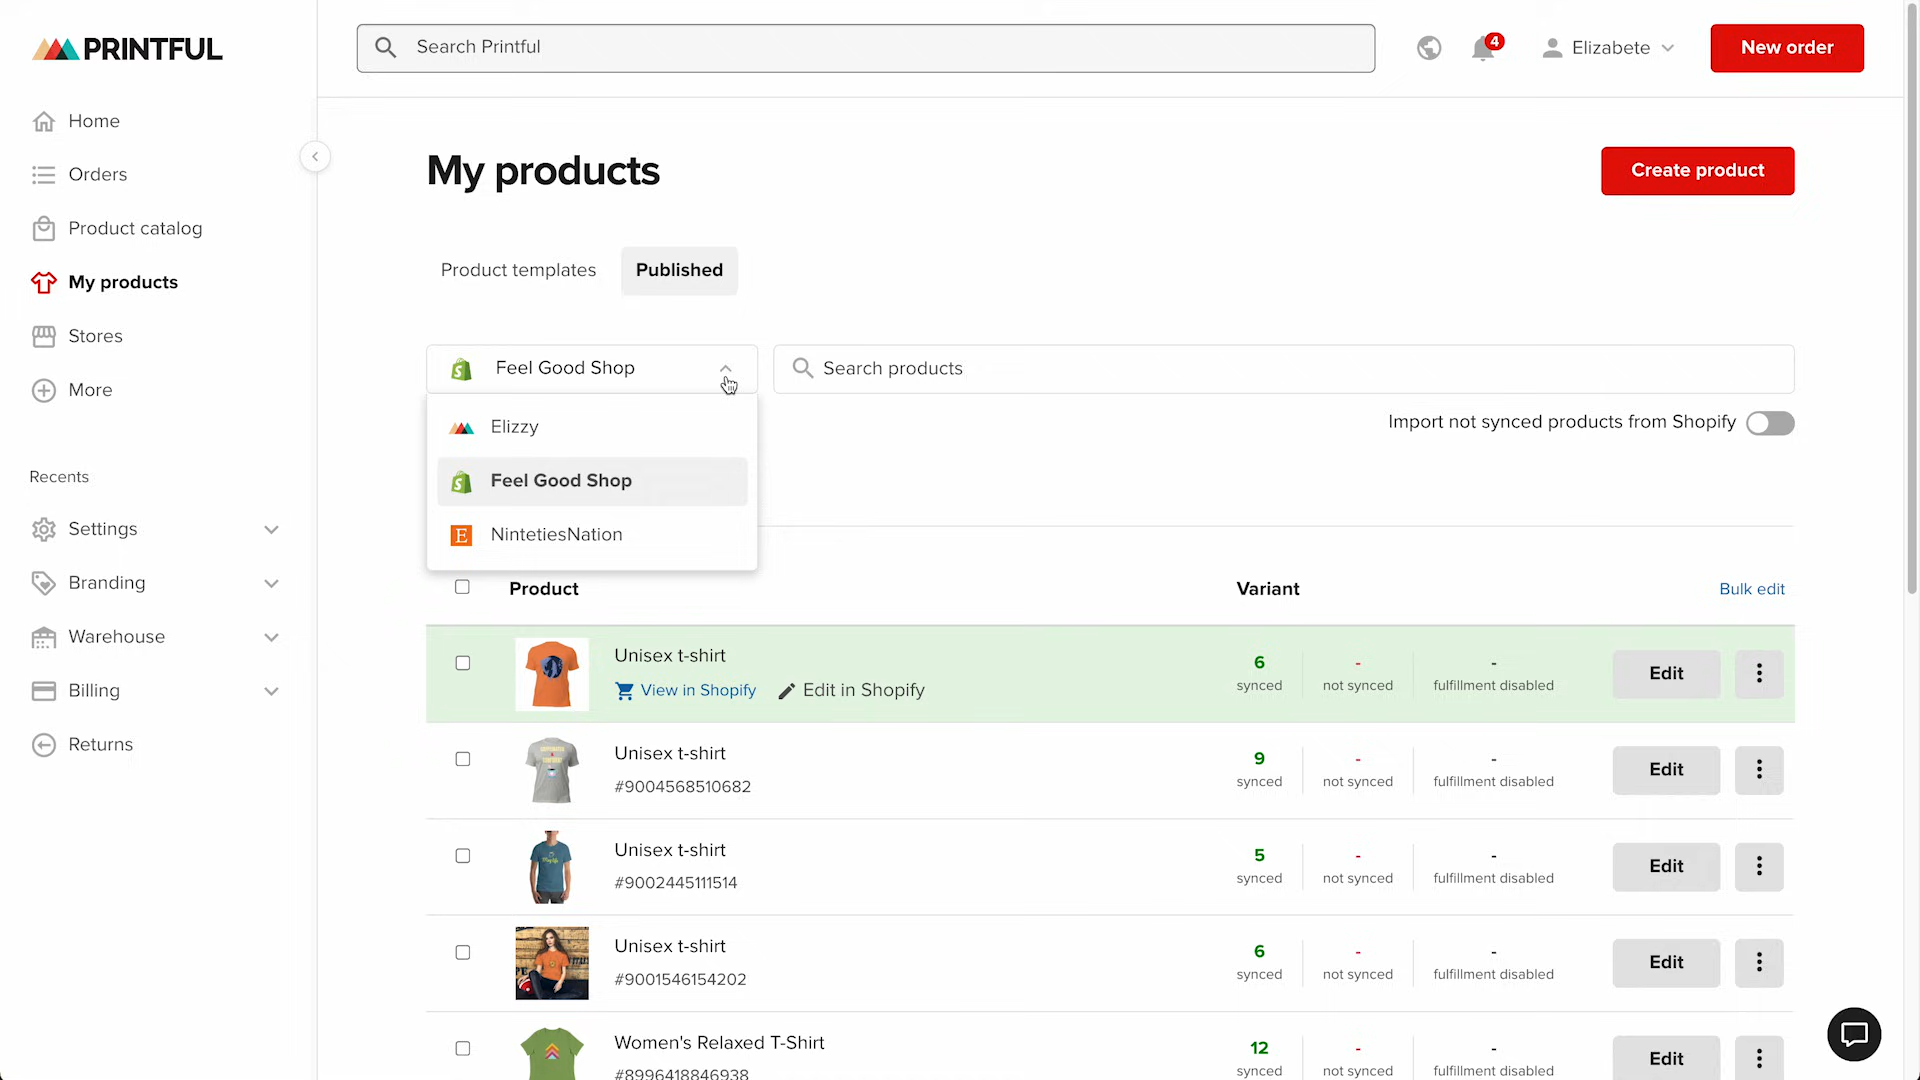 PRINTFUL
Search Printful
4
Elizabete
New order
Home
Orders
Product catalog
My products
Stores
More
Recents
Settings
Branding
Warehouse
Billing
Returns
My products
Create product
Product templates
Published
Feel Good Shop
Search products
Elizzy
Feel Good Shop
NintetiesNation
Import not synced products from Shopify
Product
Variant
Bulk edit
Unisex t-shirt
View in Shopify
Edit in Shopify
6
synced
-
not synced
-
fulfillment disabled
Edit
Unisex t-shirt
#9004568510682
9
synced
-
not synced
-
fulfillment disabled
Edit
Unisex t-shirt
#9002445111514
5
synced
-
not synced
-
fulfillment disabled
Edit
Unisex t-shirt
#9001546154202
6
synced
-
not synced
-
fulfillment disabled
Edit
Women's Relaxed T-Shirt
#8996418846938
12
synced
-
not synced
-
fulfillment disabled
Edit